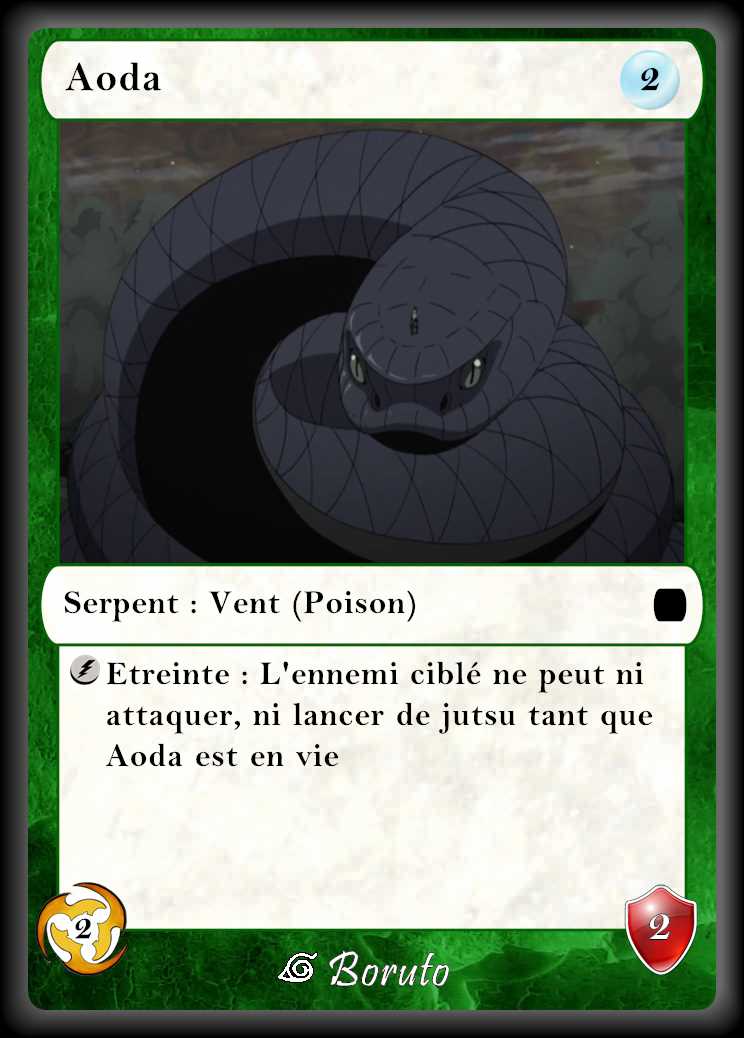 Aoda
2
Serpent : Vent (Poison)
Etreinte : L'ennemi ciblé ne peut ni
attaquer, ni lancer de jutsu tant que
Aoda est en vie
2
2
Boruto